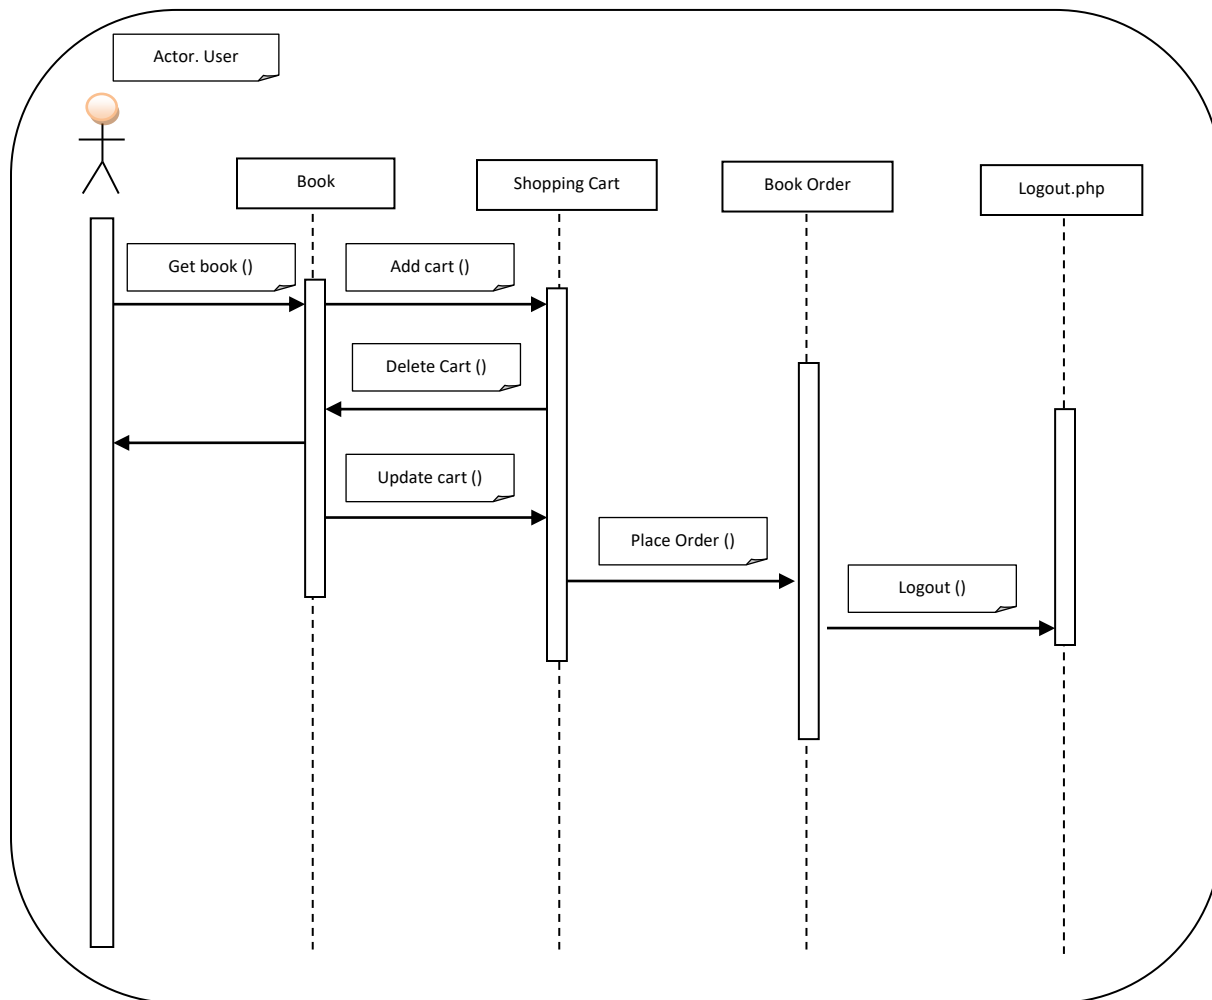 Actor. User
Book
Shopping Cart
Book Order
Logout.php
Get book ()
Add cart ()
Delete Cart ()
Update cart ()
Place Order ()
Logout ()